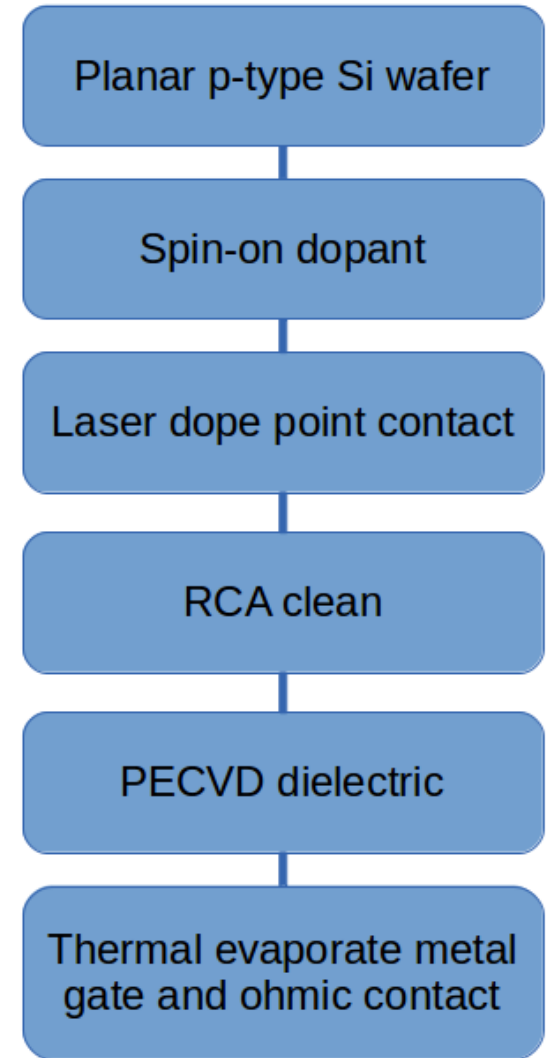 Planar p-type Si wafer
Spin-on dopant
Laser dope point contact
RCA clean
PECVD dielectric
Thermal evaporate metal
gate and ohmic contact